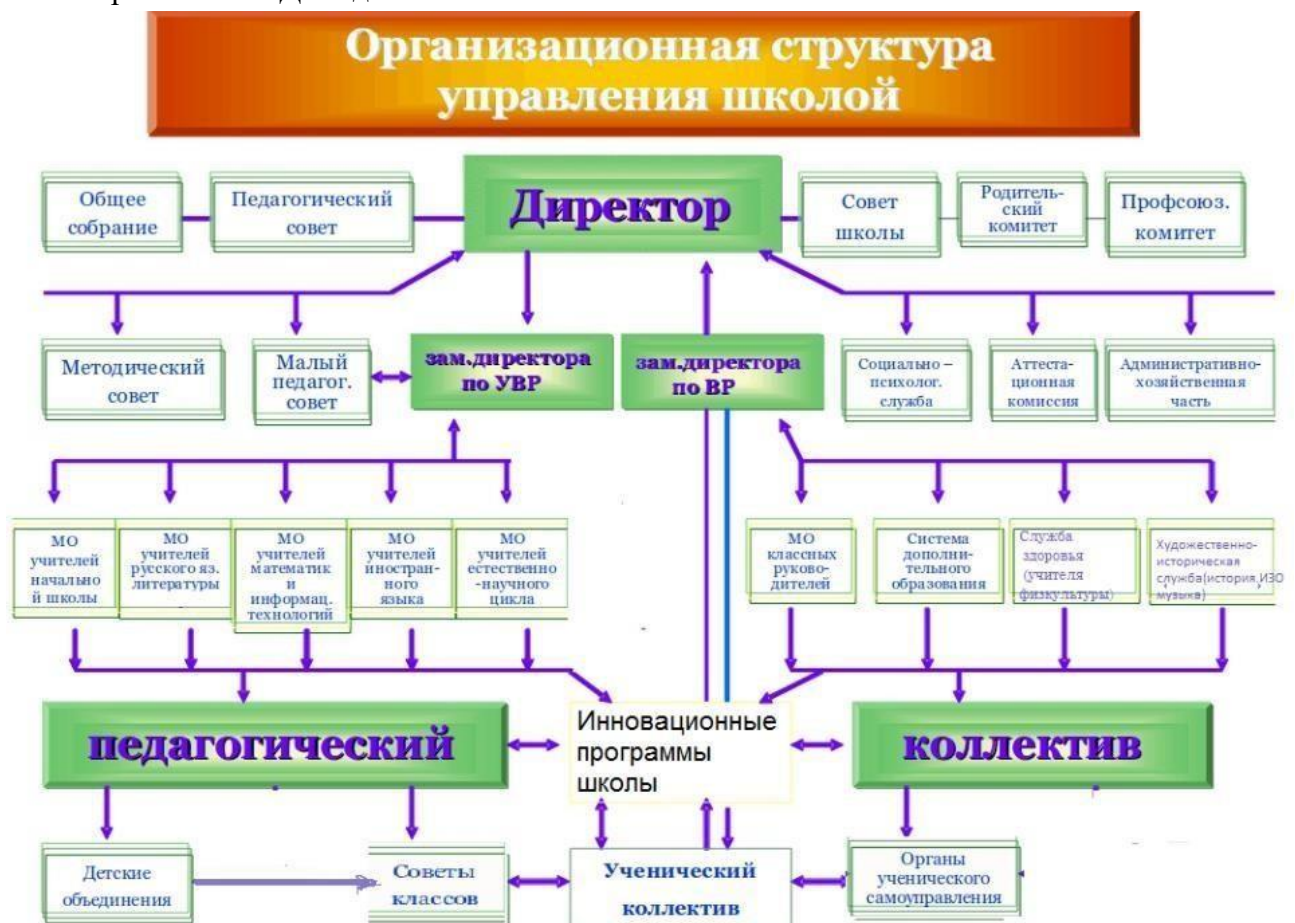 Организационная структура
управления школой
Общее
собрание
Педагогический
совет
Директор
Совет
школы
Родитель-
ский
комитет
Профсоюз.
комитет
Методический
совет
Малый
педагог.
совет
зам.директора
по УВР
зам.директора
по ВР
Социально –
психолог.
служба
Аттеста-
ционная
комиссия
Административно-
хозяйственная
часть
МО
учителей
начально
й школы
МО
учителей
русского яз.
литературы
МО
учителей
математик
и
информац.
технологий
МО
учителей
иностран-
ного
языка
МО
учителей
естественно
-научного
цикла
МО
классных
руково-
дителей
Система
дополни-
тельного
образования
Служба
здоровья
(учителя
физкультуры)
Художественно-
историческая
служба(история,ИЗО
музыка)
педагогический
Инновационные
программы
школы
коллектив
Детские
объединения
Советы
классов
Ученический
коллектив
Органы
ученического
самоуправления